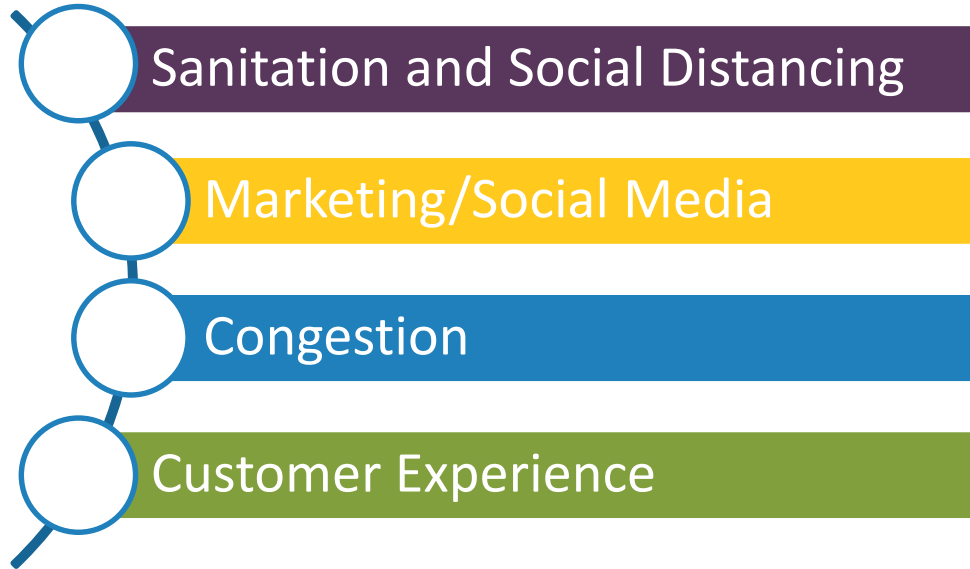 Sanitation and Social Distancing
Marketing/Social Media
Congestion
Customer Experience